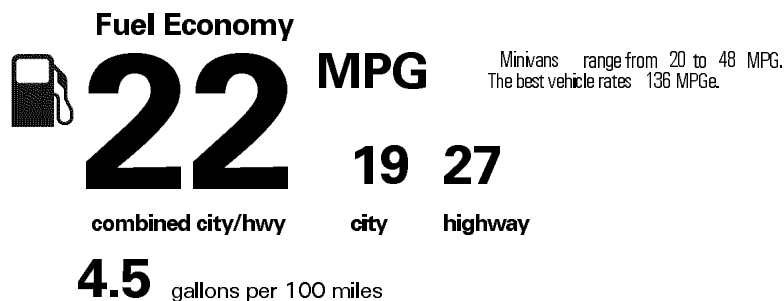 Fuel Economy
22 MPG
Minivans range from 20 to 48 MPG.
The best vehicle rates 136 MPGe.
19 27
combined city/hwy city highway
4.5 gallons per 100 miles